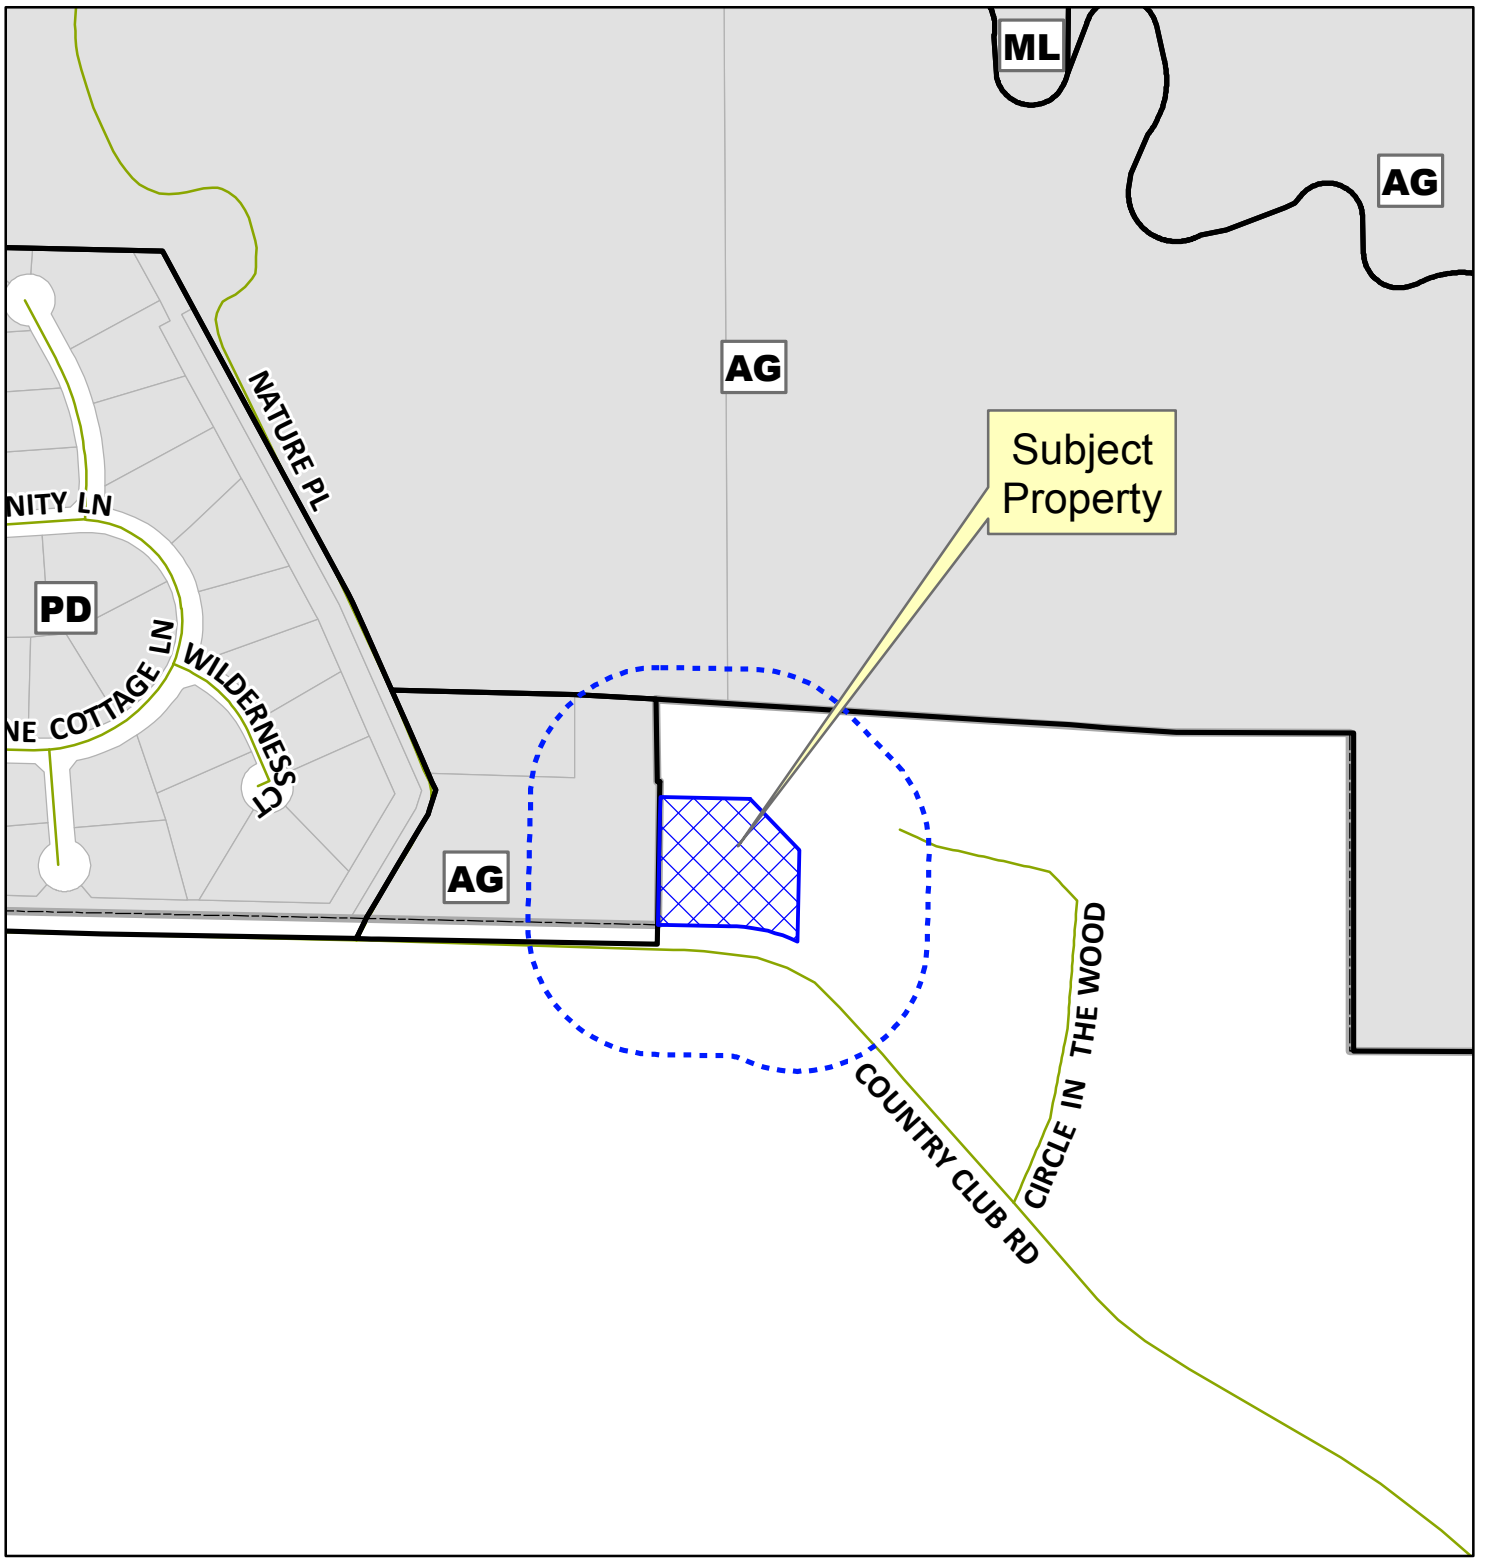 ML
AG
AG
NATURE PL
Subject
Property
NITY LN
PD
WILDERNESS CT
NE COTTAGE LN
AG
CIRCLE IN THE WOOD
COUNTRY CLUB RD